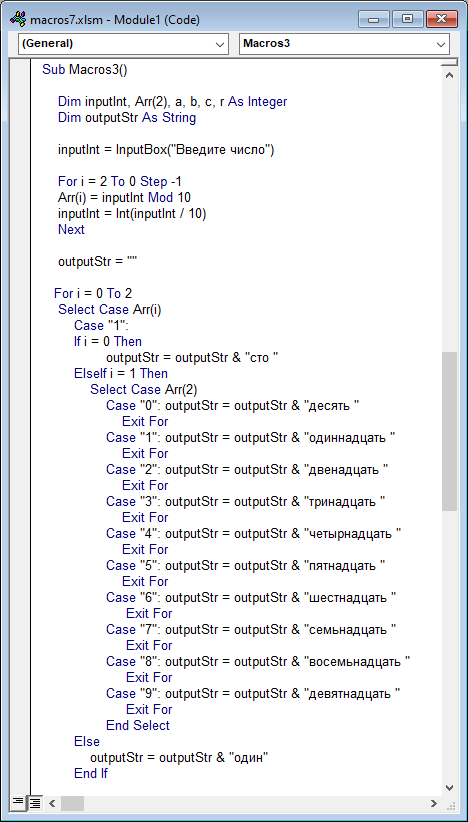 macros7.xlsm - Module1 (Code)
(General) Macros3
Sub Macros3()
Dim inputInt, Arr(2), a, b, c, r As Integer
Dim outputStr As String
inputInt = InputBox("Введите число")
For i = 2 To 0 Step -1
Arr(i) = inputInt Mod 10
inputInt = Int(inputInt / 10)
Next
outputStr = ""
For i = 0 To 2
Select Case Arr(i)
Case "1":
If i = 0 Then
outputStr = outputStr & "сто "
ElseIf i = 1 Then
Select Case Arr(2)
Case "0": outputStr = outputStr & "десять "
Exit For
Case "1": outputStr = outputStr & "одиннадцать "
Exit For
Case "2": outputStr = outputStr & "двенадцать "
Exit For
Case "3": outputStr = outputStr & "тринадцать "
Exit For
Case "4": outputStr = outputStr & "четырнадцать "
Exit For
Case "5": outputStr = outputStr & "пятнадцать "
Exit For
Case "6": outputStr = outputStr & "шестнадцать "
Exit For
Case "7": outputStr = outputStr & "семьнадцать "
Exit For
Case "8": outputStr = outputStr & "восемьнадцать "
Exit For
Case "9": outputStr = outputStr & "девятнадцать "
Exit For
End Select
Else
outputStr = outputStr & "один"
End If